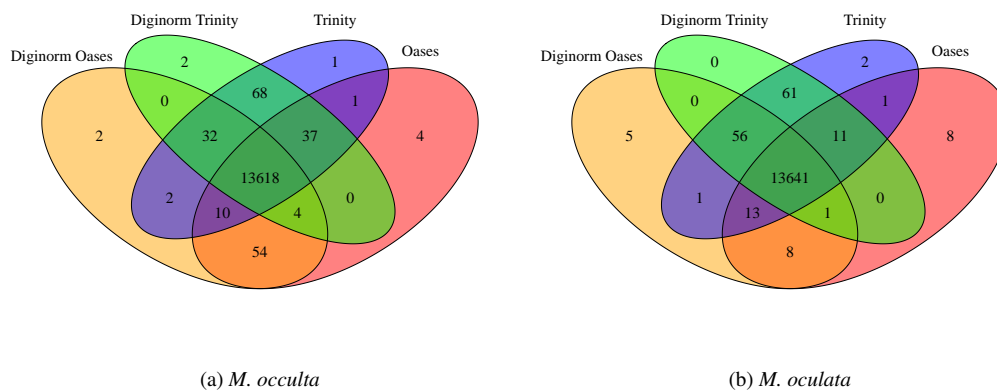 Diginorm Trinity Trinity
Diginorm Oases Oases
2 1
0 68 1
2 32 37 4
13618
2 10 4 0
54
(a) M. occulta
Diginorm Trinity Trinity
Diginorm Oases Oases
0 2
0 61 1
5 56 11 8
13641
1 13 1 0
8
(b) M. oculata